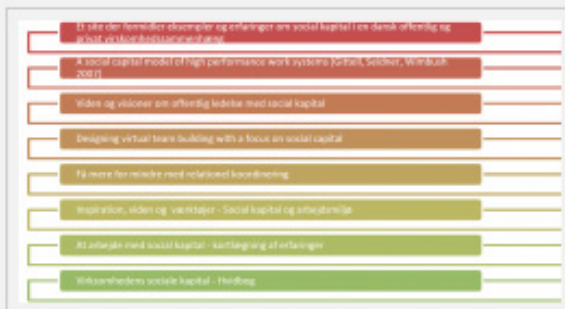 Et site der formidler eksempler og erfaringer om social kapital i en dansk offentlig og
privat virksomhedssammenhæng
A social capital model of high performance work systems (Gittell, Seidner, Wimbush
2007)
Viden og visioner om offentlig ledelse med social kapital
Designing virtual team building with a focus on social capital
Få mere for mindre med relationel koordinering
Inspiration, viden og værktøjer - Social kapital og arbejdsmiljø
At arbejde med social kapital - kortlægning af erfaringer
Virksomhedens sociale kapital - Hvidbog